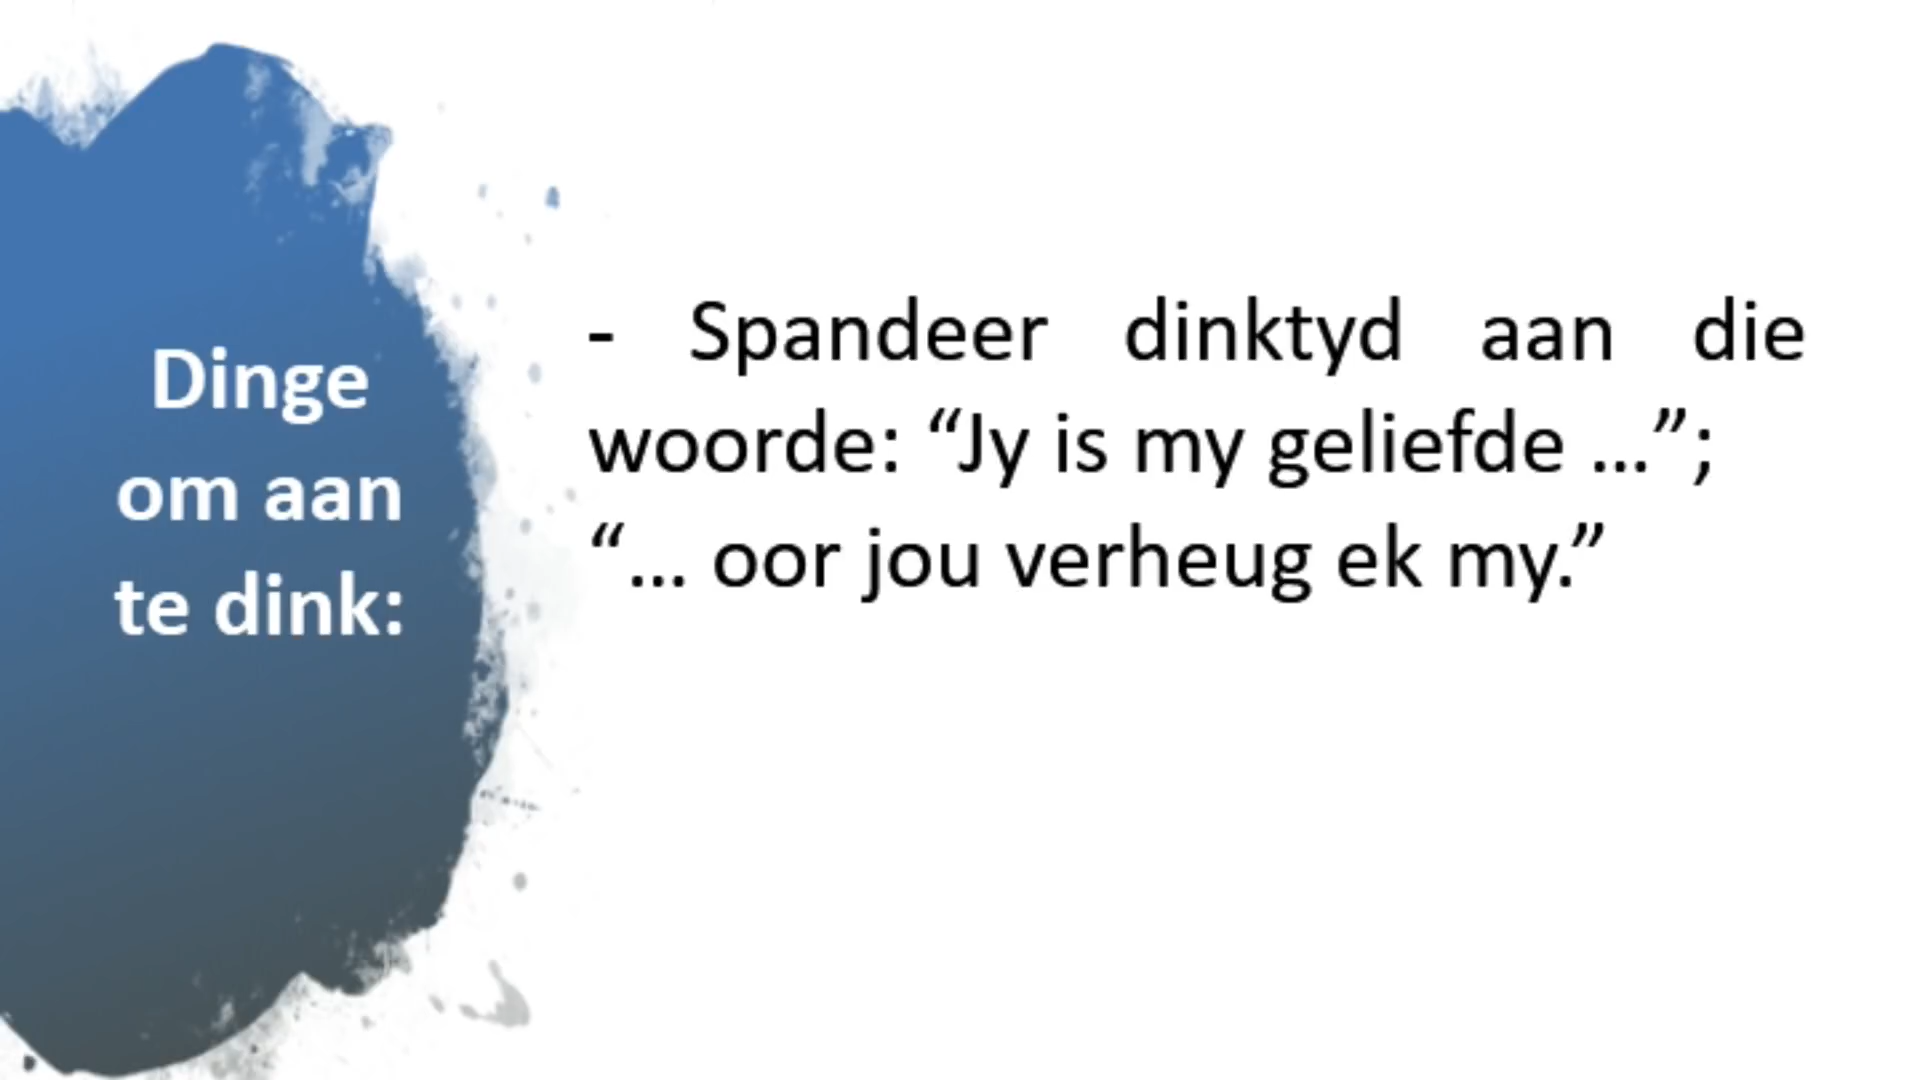 Dinge
om aan
te dink:
- Spandeer dinktyd aan die
woorde: “Jy is my geliefde ...”;
“... oor jou verheug ek my.”